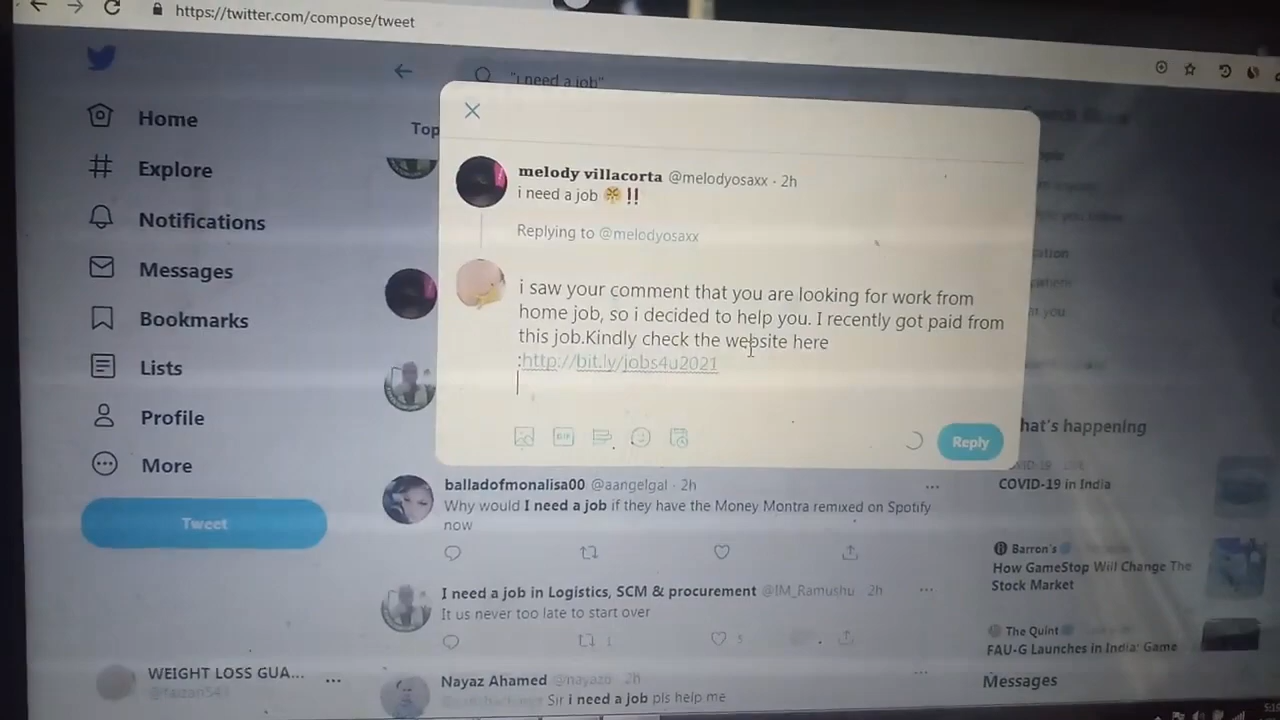 https://twitter.com/compose/tweet
"i need a job"
Home
Explore
Notifications
Messages
Bookmarks
Lists
Profile
More
Tweet
WEIGHT LOSS GUA...
Top
melody villacorta @melodyosaxx · 2h
i need a job ‼
Replying to @melodyosaxx
i saw your comment that you are looking for work from
home job, so i decided to help you. I recently got paid from
this job.Kindly check the website here
:http://bit.ly/jobs4u2021
GIF
Reply
balladofmonalisa00 @aangelgal · 2h
Why would I need a job if they have the Money Montra remixed on Spotify
now
I need a job in Logistics, SCM & procurement @IM_Ramushu 2h
It us never too late to start over
1
5
Nayaz Ahamed @nayazb 2h
Sir i need a job pls help me
hat's happening
COVID-19 in India
Barron's
How GameStop Will Change The
Stock Market
The Quint
FAU-G Launches in India: Game
Messages